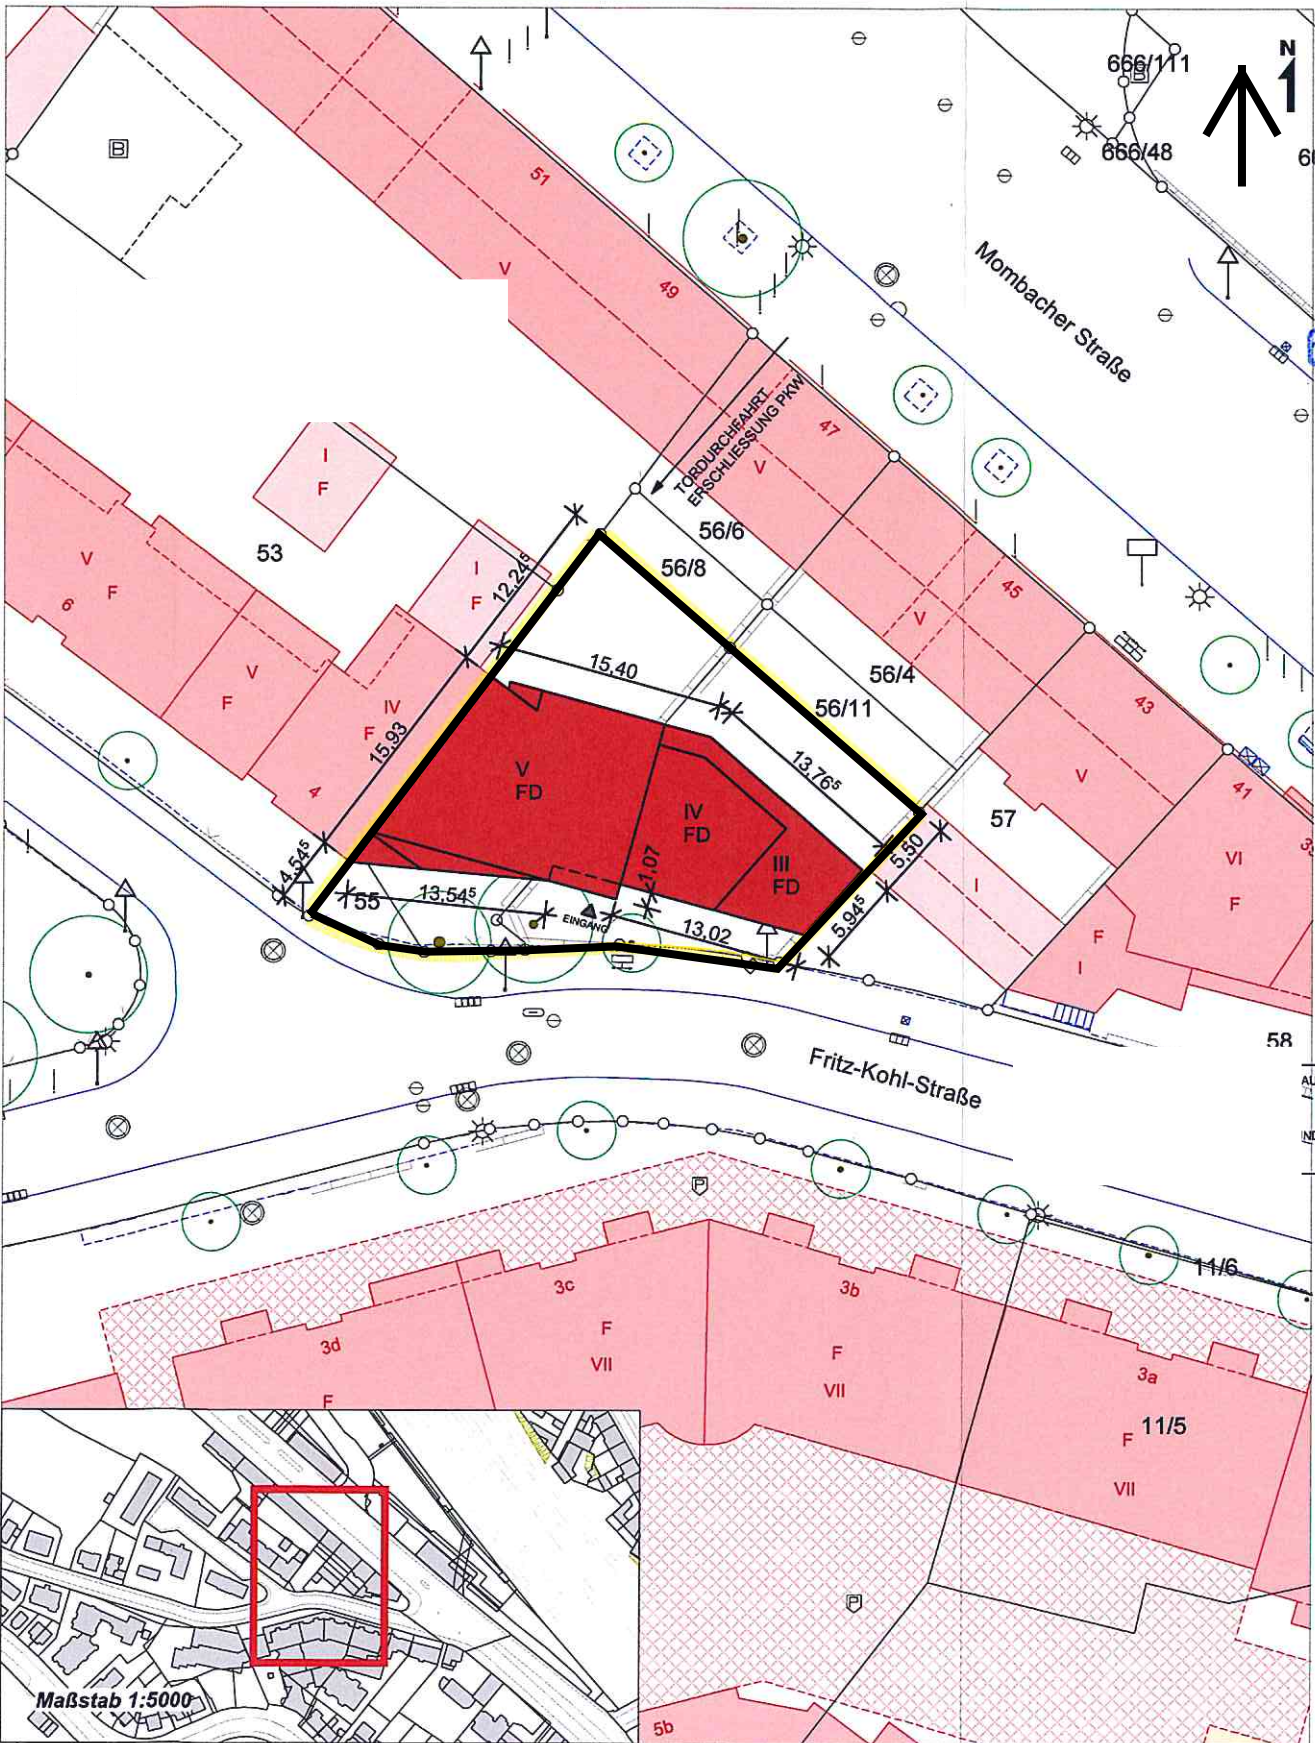 666/111
B
N
666/48
B
51
V
49
Mombacher Straße
TORDURCHFAHRT
ERSCHLIESSUNG PKW
47
V
I
F
56/6
53
12,24⁵
56/8
45
V
F
6
I
F
V
V
F
15,40
56/4
43
IV
F
56/11
15,93
13,76⁵
V
FD
V
41
4
IV
FD
57
VI
F
4,54⁵
1,07
III
FD
5,50
I
55
13,54⁵
EINGANG
13,02
5,94⁵
F
I
58
Fritz-Kohl-Straße
P
11/6
3c
3b
3d
F
VII
F
VII
3a
F
F
11/5
VII
P
Maßstab 1:5000
5b